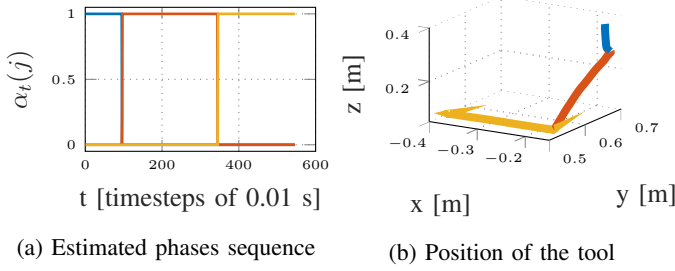 1
0.5
0
α_t(j)
0
200
400
600
t [timesteps of 0.01 s]
(a) Estimated phases sequence
0.4
0.2
z [m]
−0.4
−0.3
−0.2
0.5
0.6
0.7
x [m]
y [m]
(b) Position of the tool